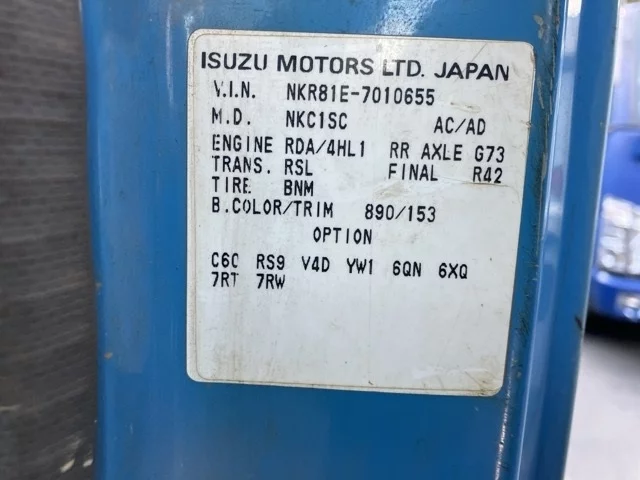 ISUZU MOTORS LTD. JAPAN
V.I.N. NKR81E-7010655
M.D. NKC1SC AC/AD
ENGINE RDA/4HL1 RR AXLE G73
TRANS. RSL FINAL R42
TIRE BNM
B.COLOR/TRIM 890/153
OPTION
C6C RS9 V4D YW1 6QN 6XQ
7RT 7RW